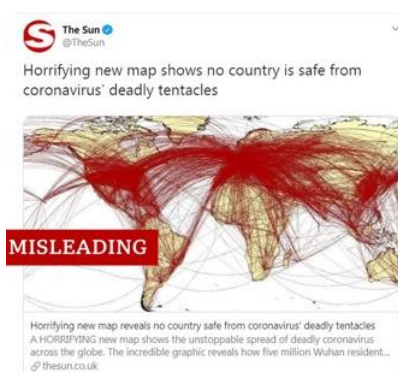 The Sun
@TheSun
Horrifying new map shows no country is safe from
coronavirus' deadly tentacles
MISLEADING
Horrifying new map reveals no country safe from coronavirus' deadly tentacles
A HORRIFYING new map shows the unstoppable spread of deadly coronavirus
across the globe. The incredible graphic reveals how five million Wuhan resident...
thesun.co.uk